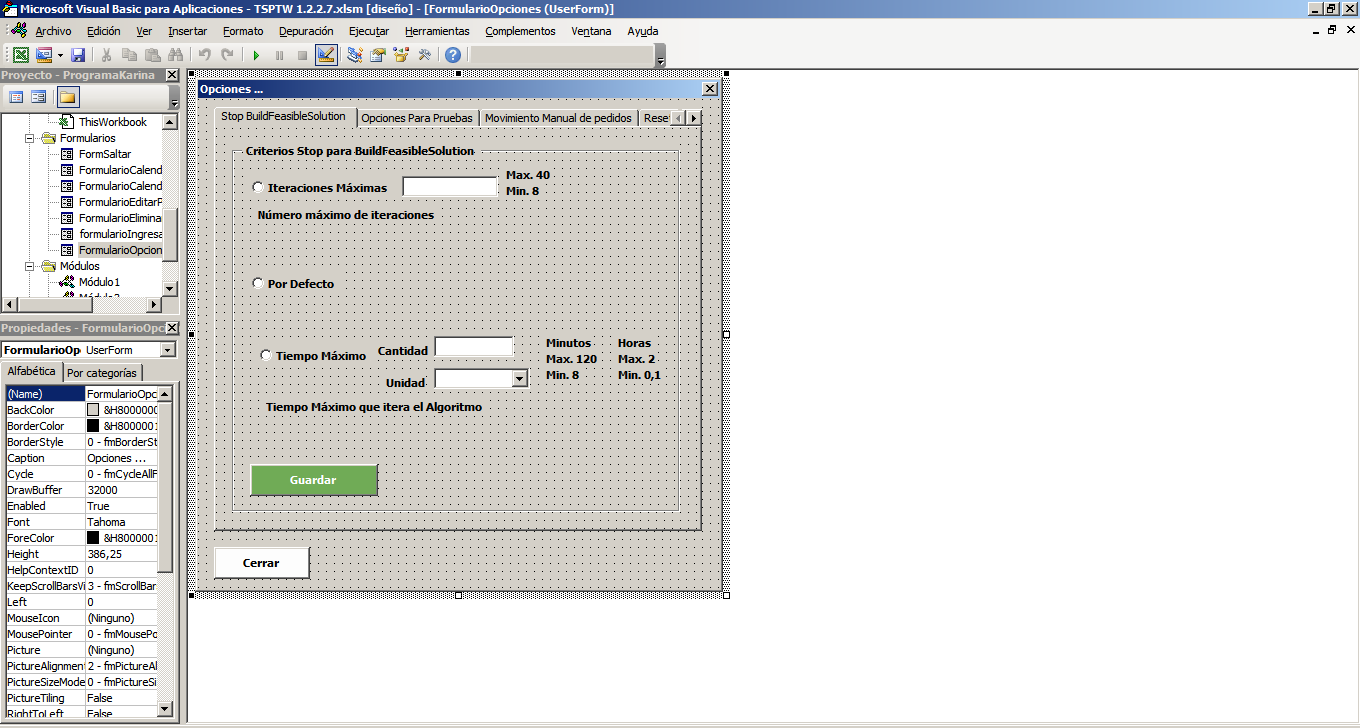 Microsoft Visual Basic para Aplicaciones - TSPTW 1.2.2.7.xlsm [diseño] - [FormularioOpciones (UserForm)]
Archivo Edición Ver Insertar Formato Depuración Ejecutar Herramientas Complementos Ventana Ayuda
Proyecto - ProgramaKarina
ThisWorkbook
Formularios
FormSaltar
FormularioCalend
FormularioCalend
FormularioEditarP
FormularioElimina
formularioIngresa
FormularioOpcion
Módulos
Módulo1
Propiedades - FormularioOpci
FormularioOp UserForm
Alfabética Por categorías
(Name) FormularioOpc
BackColor &H8000000
BorderColor &H8000001
BorderStyle 0 - fmBorderSt
Caption Opciones ...
Cycle 0 - fmCycleAllF
DrawBuffer 32000
Enabled True
Font Tahoma
ForeColor &H8000001
Height 386,25
HelpContextID 0
KeepScrollBarsVi 3 - fmScrollBars
Left 0
MouseIcon (Ninguno)
MousePointer 0 - fmMousePo
Picture (Ninguno)
PictureAlignment 2 - fmPictureAl
PictureSizeMode 0 - fmPictureSi
PictureTiling False
RightToLeft False
Opciones ...
Stop BuildFeasibleSolution Opciones Para Pruebas Movimiento Manual de pedidos Rese
Criterios Stop para BuildFeasibleSolution
Iteraciones Máximas
Max. 40
Min. 8
Número máximo de iteraciones
Por Defecto
Tiempo Máximo Cantidad
Unidad
Minutos Horas
Max. 120 Max. 2
Min. 8 Min. 0,1
Tiempo Máximo que itera el Algoritmo
Guardar
Cerrar